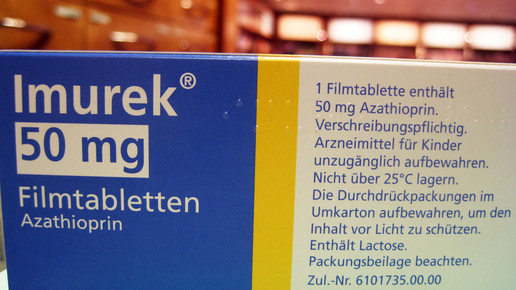 Imurek®
50 mg
Filmtabletten
Azathioprin
1 Filmtablette enthält
50 mg Azathioprin.
Verschreibungspflichtig.
Arzneimittel für Kinder
unzugänglich aufbewahren.
Nicht über 25°C lagern.
Die Durchdrückpackungen im
Umkarton aufbewahren, um den
Inhalt vor Licht zu schützen.
Enthält Lactose.
Packungsbeilage beachten.
Zul.-Nr. 6101735.00.00